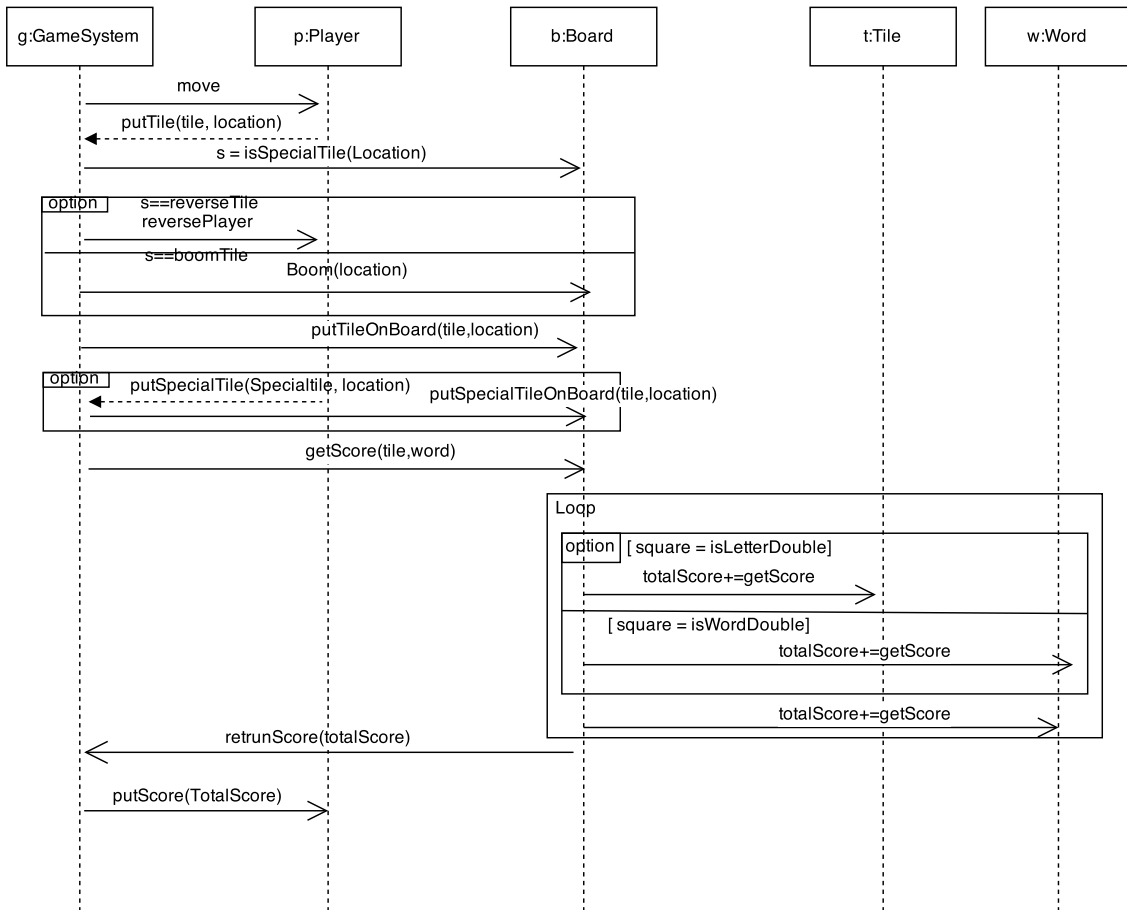 g:GameSystem
p:Player
b:Board
t:Tile
w:Word
move
putTile(tile, location)
s = isSpecialTile(Location)
option
s==reverseTile
reversePlayer
s==boomTile
Boom(location)
putTileOnBoard(tile,location)
option
putSpecialTile(Specialtile, location)
putSpecialTileOnBoard(tile,location)
getScore(tile,word)
Loop
option
[ square = isLetterDouble]
totalScore+=getScore
[ square = isWordDouble]
totalScore+=getScore
totalScore+=getScore
retrunScore(totalScore)
putScore(TotalScore)